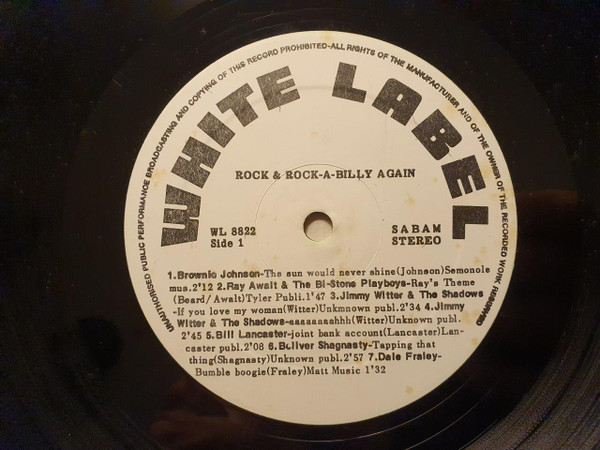 UNAUTHORISED PUBLIC PERFORMANCE BROADCASTING AND COPYING OF THIS RECORD PROHIBITED-ALL RIGHTS OF THE MANUFACTURER AND OF THE OWNER OF THE RECORDED WORK RESERVED
WHITE LABEL
ROCK & ROCK-A-BILLY AGAIN
WL 8822 SABAM
Side 1 STEREO
1.Brownie Johnson-The sun would never shine(Johnson)Semonole
mus.2'12 2.Ray Await & The Bi-Stone Playboys-Ray's Theme
(Beard/Await)Tyler Publi.1'47 3.Jimmy Witter & The Shadows
-If you love my woman(Witter)Unkmnown publ.2'34 4.Jimmy
Witter & The Shadows-aaaaaaaahhh(Witter)Unknown publ.
2'45 5.Bill Lancaster-joint bank account(Lancaster)Lan-
caster publ.2'08 6.Boliver Shagnasty-Tapping that
thing(Shagnasty)Unknown publ.2'57 7.Dale Fraley-
Bumble boogie(Fraley)Matt Music 1'32